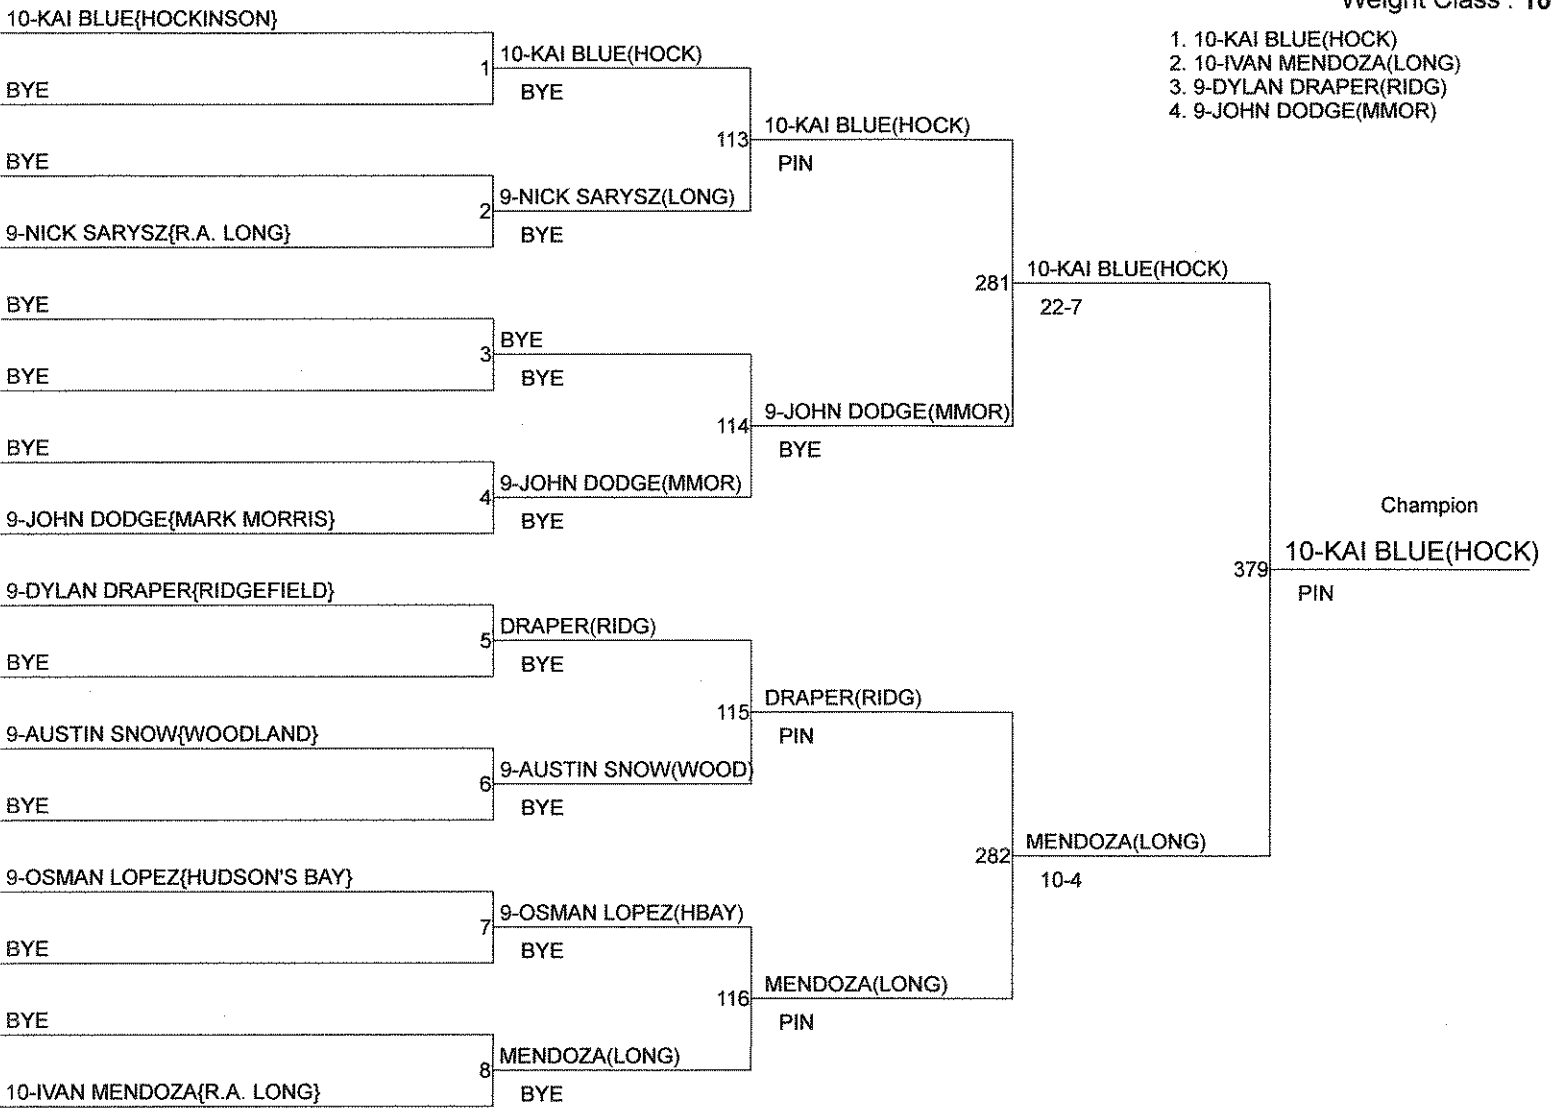 Weight Class :
1. 10-KAI BLUE(HOCK)
2. 10-IVAN MENDOZA(LONG)
3. 9-DYLAN DRAPER(RIDG)
4. 9-JOHN DODGE(MMOR)
10-KAI BLUE{HOCKINSON}
BYE
BYE
9-NICK SARYSZ{R.A. LONG}
BYE
BYE
BYE
9-JOHN DODGE{MARK MORRIS}
9-DYLAN DRAPER{RIDGEFIELD}
BYE
9-AUSTIN SNOW{WOODLAND}
BYE
9-OSMAN LOPEZ{HUDSON'S BAY}
BYE
BYE
10-IVAN MENDOZA{R.A. LONG}
1 10-KAI BLUE(HOCK)
BYE
2 9-NICK SARYSZ(LONG)
BYE
3 BYE
BYE
4 9-JOHN DODGE(MMOR)
BYE
5 DRAPER(RIDG)
BYE
6 9-AUSTIN SNOW(WOOD)
BYE
7 9-OSMAN LOPEZ(HBAY)
BYE
8 MENDOZA(LONG)
BYE
113 10-KAI BLUE(HOCK)
PIN
114 9-JOHN DODGE(MMOR)
BYE
115 DRAPER(RIDG)
PIN
116 MENDOZA(LONG)
PIN
281 10-KAI BLUE(HOCK)
22-7
282 MENDOZA(LONG)
10-4
Champion
379 10-KAI BLUE(HOCK)
PIN